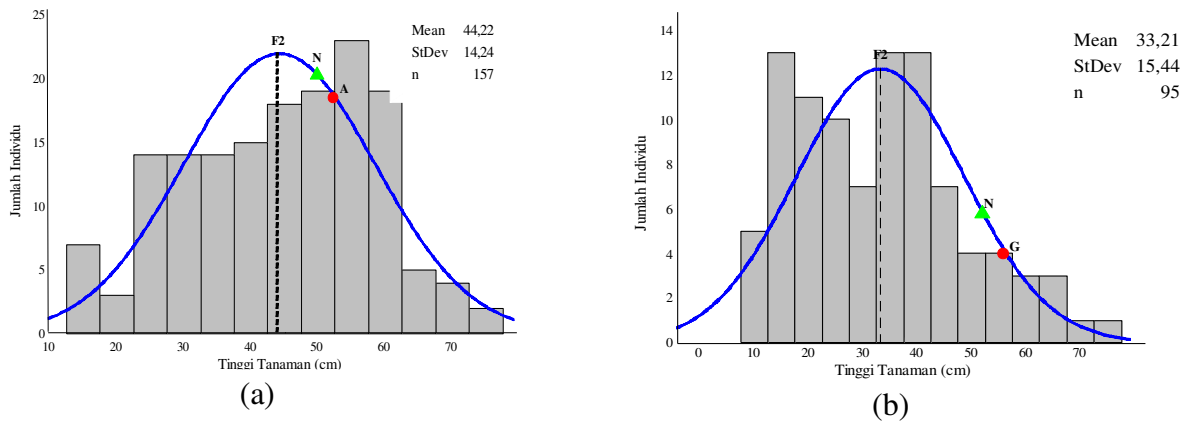 25
20
15
10
5
0
Jumlah Individu
F2
N
A
Mean 44,22
StDev 14,24
n 157
10 20 30 40 50 60 70
Tinggi Tanaman (cm)
(a)
14
12
10
8
6
4
2
0
Jumlah Individu
F2
N
G
Mean 33,21
StDev 15,44
n 95
0 10 20 30 40 50 60 70
Tinggi Tanaman (cm)
(b)